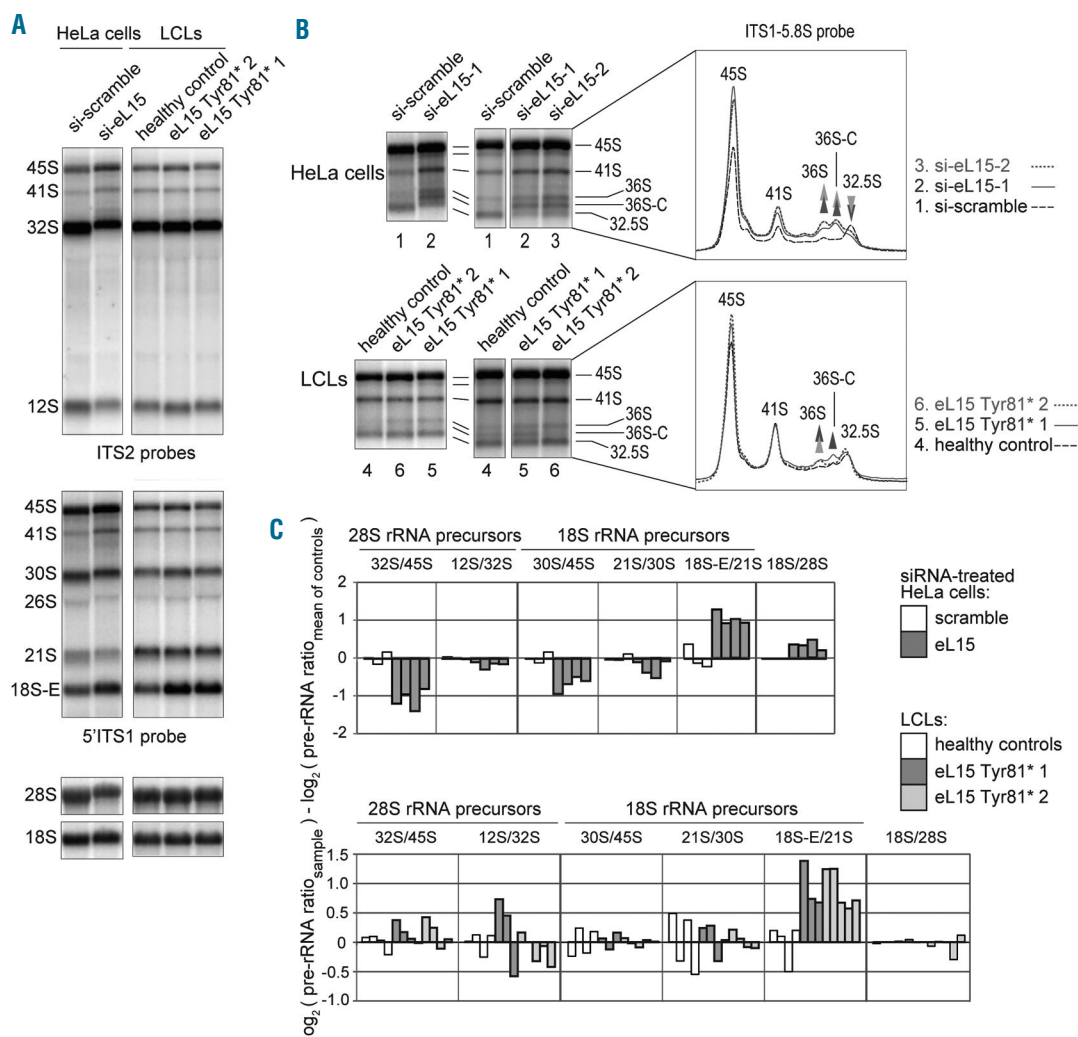 A
HeLa cells
LCLs
si-scramble
si-eL15
healthy control
eL15 Tyr81* 2
eL15 Tyr81* 1
45S
41S
32S
12S
ITS2 probes
45S
41S
30S
26S
21S
18S-E
5'ITS1 probe
28S
18S
B
ITS1-5.8S probe
si-scramble
si-eL15-1
si-scramble
si-eL15-1
si-eL15-2
HeLa cells
45S
41S
36S
36S-C
32.5S
1
2
1
2
3
45S
41S
36S
36S-C
32.5S
3. si-eL15-2
2. si-eL15-1
1. si-scramble
healthy control
eL15 Tyr81* 2
eL15 Tyr81* 1
healthy control
eL15 Tyr81* 1
eL15 Tyr81* 2
LCLs
45S
41S
36S
36S-C
32.5S
4
6
5
4
5
6
45S
41S
36S
36S-C
32.5S
6. eL15 Tyr81* 2
5. eL15 Tyr81* 1
4. healthy control
C
28S rRNA precursors
18S rRNA precursors
32S/45S
12S/32S
30S/45S
21S/30S
18S-E/21S
18S/28S
2
1
0
-1
-2
siRNA-treated
HeLa cells:
scramble
eL15
LCLs:
healthy controls
eL15 Tyr81* 1
eL15 Tyr81* 2
28S rRNA precursors
18S rRNA precursors
32S/45S
12S/32S
30S/45S
21S/30S
18S-E/21S
18S/28S
1.5
1.0
0.5
0
-0.5
-1.0
og2 ( pre-rRNA ratiosample ) - log2 ( pre-rRNA ratiomean of controls )